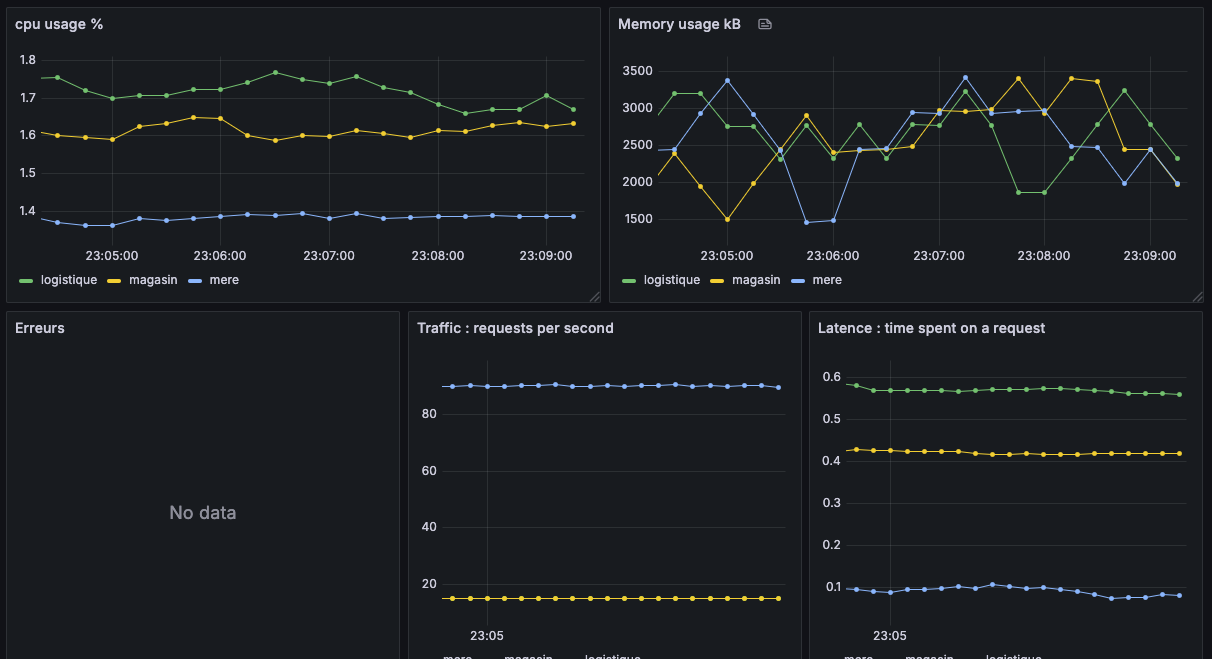 cpu usage %
1.8
1.7
1.6
1.5
1.4
23:05:00 23:06:00 23:07:00 23:08:00 23:09:00
logistique magasin mere
Memory usage kB
3500
3000
2500
2000
1500
23:05:00 23:06:00 23:07:00 23:08:00 23:09:00
logistique magasin mere
Erreurs
No data
Traffic : requests per second
80
60
40
20
23:05
mere magasin logistique
Latence : time spent on a request
0.6
0.5
0.4
0.3
0.2
0.1
23:05
mere magasin logistique